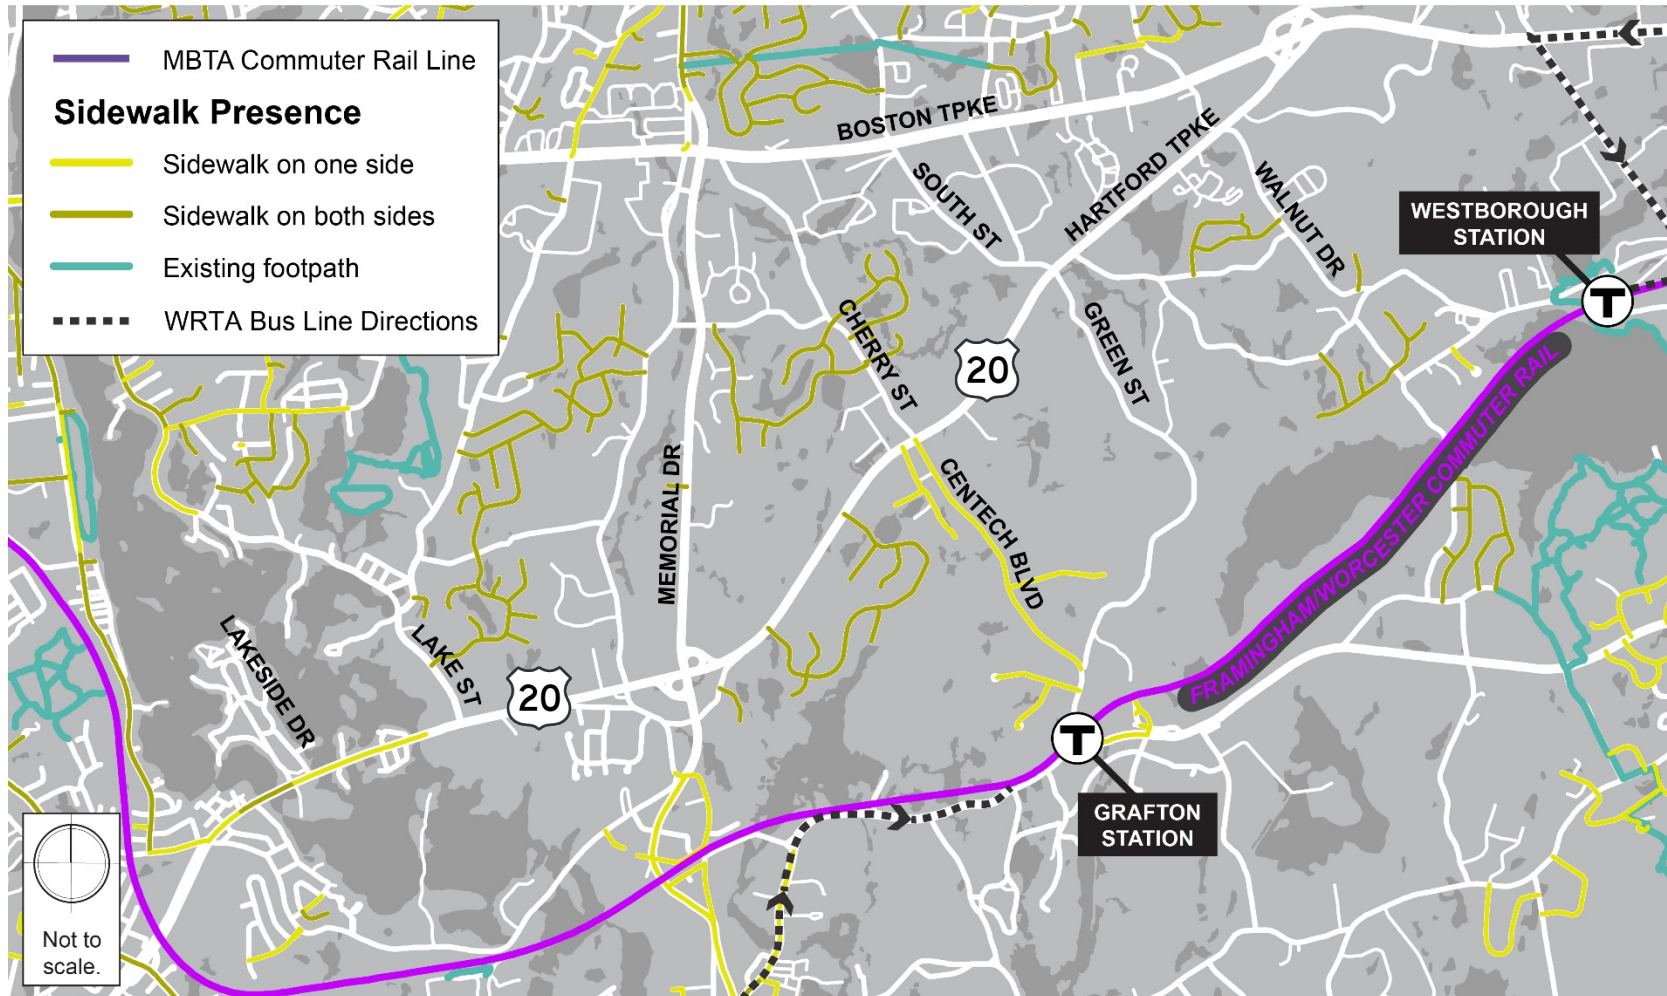 MBTA Commuter Rail Line
Sidewalk Presence
Sidewalk on one side
Sidewalk on both sides
Existing footpath
WRTA Bus Line Directions
BOSTON TPKE
HARTFORD TPKE
SOUTH ST
WALNUT DR
WESTBOROUGH
STATION
T
CHERRY ST
GREEN ST
20
FRAMINGHAM/WORCESTER COMMUTER RAIL
MEMORIAL DR
CENTECH BLVD
LAKESIDE DR
LAKE ST
20
T
GRAFTON
STATION
Not to
scale.